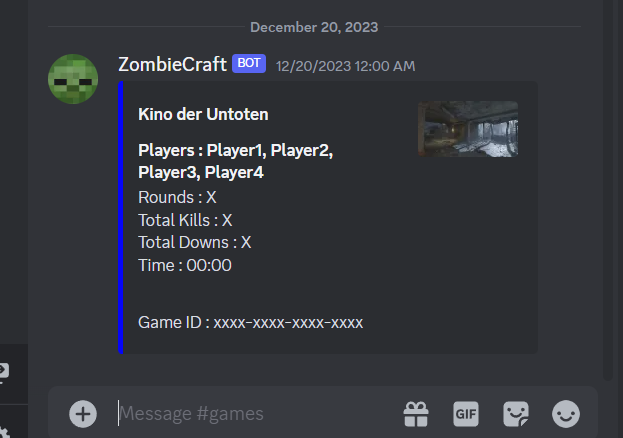 December 20, 2023
ZombieCraft BOT 12/20/2023 12:00 AM
Kino der Untoten
Players : Player1, Player2,
Player3, Player4
Rounds : X
Total Kills : X
Total Downs : X
Time : 00:00
Game ID : xxxx-xxxx-xxxx-xxxx
Message #games
GIF